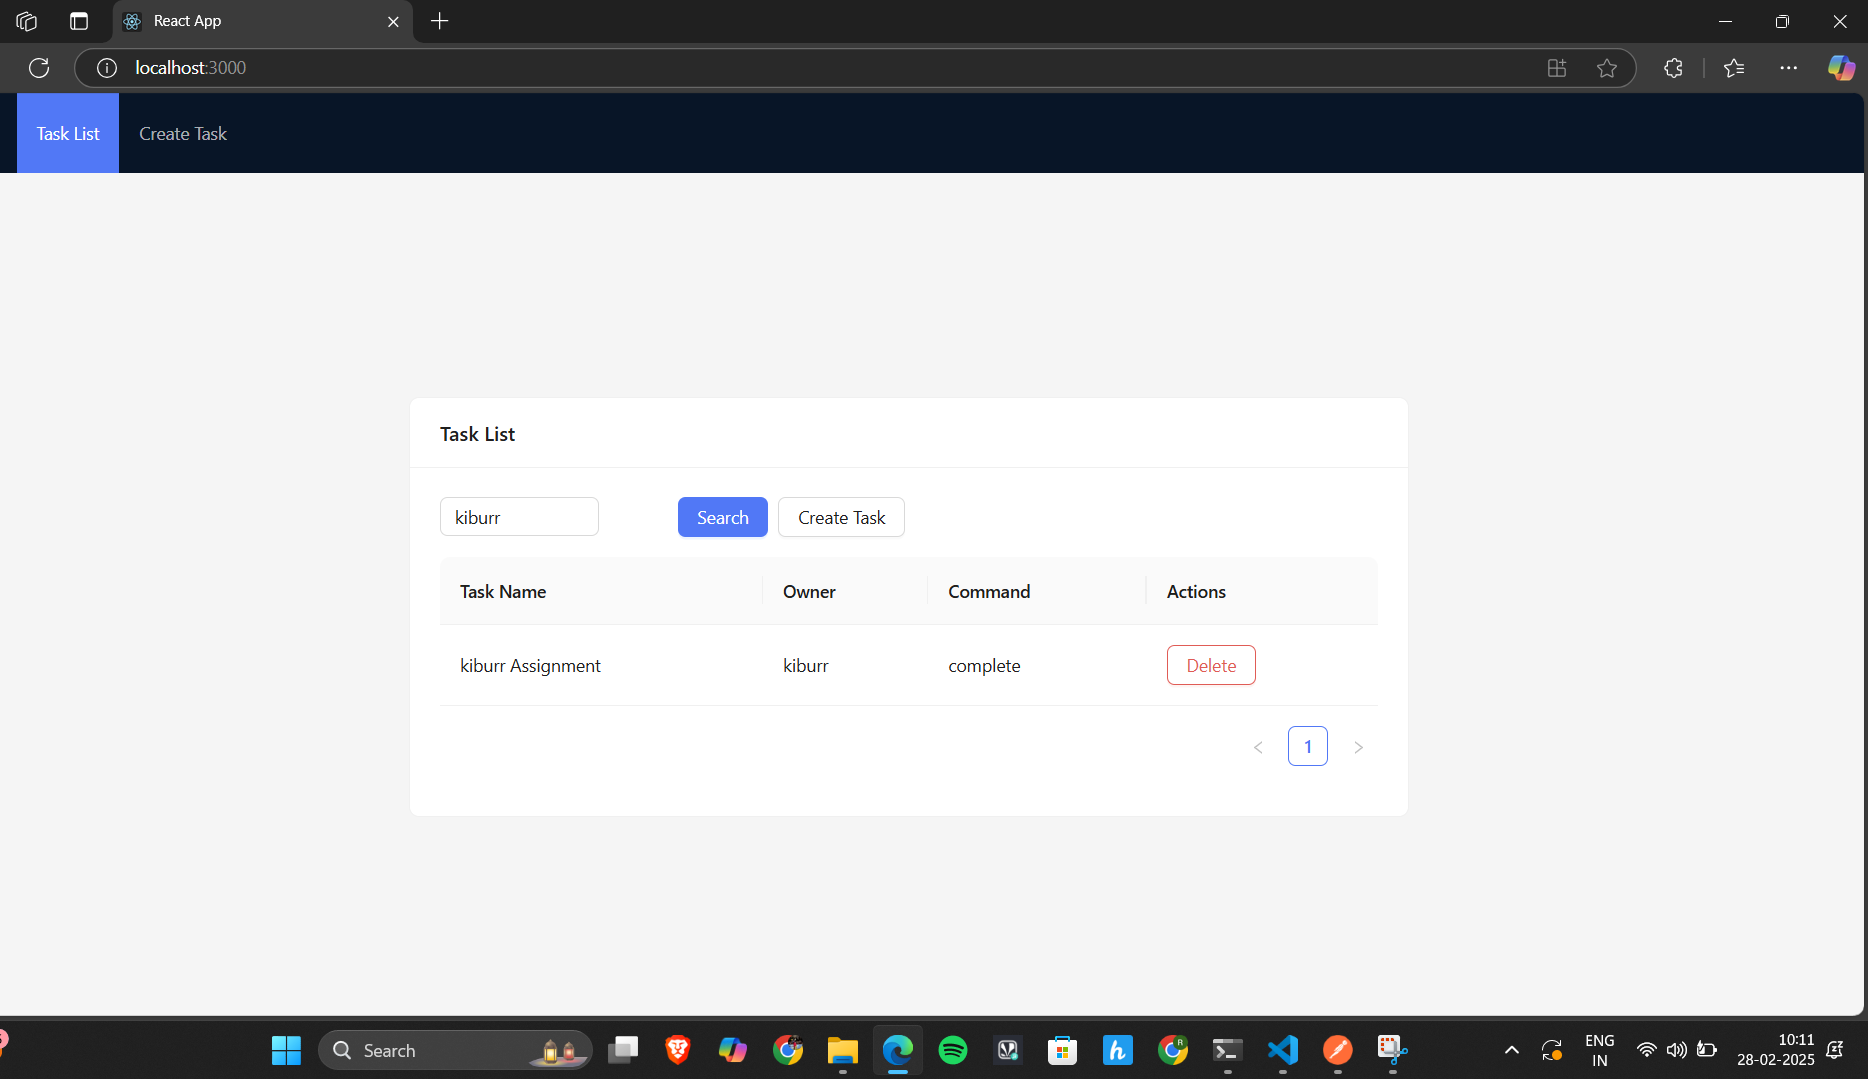 React App
localhost:3000
Task List
Create Task
Task List
kiburr
Search
Create Task
Task Name
Owner
Command
Actions
kiburr Assignment
kiburr
complete
Delete
1
Search
ENG
IN
10:11
28-02-2025